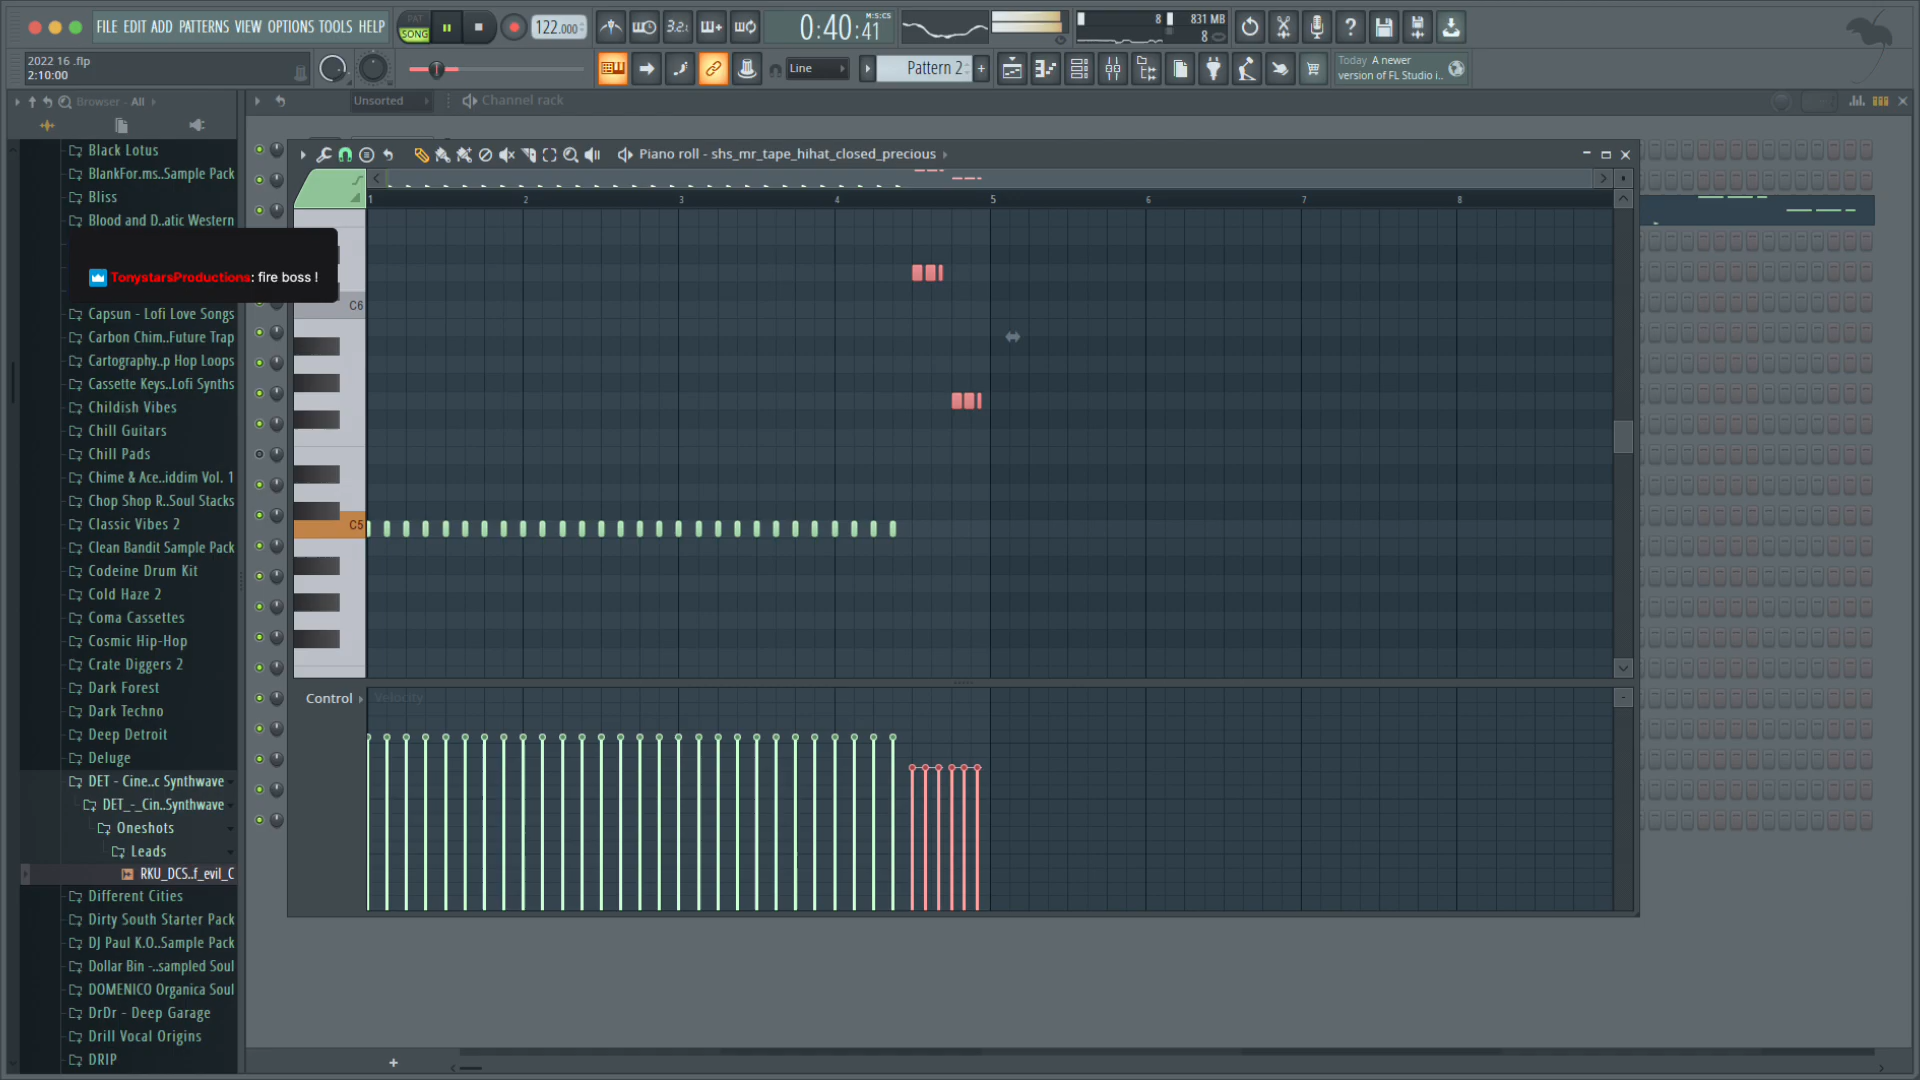 FILE EDIT ADD PATTERNS VIEW OPTIONS TOOLS HELP
PAT
SONG
122.000
3.2.
0:40:41
M:S:CS
8
831 MB
8
2022 16 .flp
2:10:00
Line
Pattern 2
+
Today A newer
version of FL Studio i..
Browser - All
Unsorted
Channel rack
Piano roll - shs_mr_tape_hihat_closed_precious
1 2 3 4 5 6 7 8
C6
C5
Control
Velocity
TonystarsProductions: fire boss !
Black Lotus
BlankFor.ms..Sample Pack
Bliss
Blood and D..atic Western
Capsun - Lofi Love Songs
Carbon Chim..Future Trap
Cartography..p Hop Loops
Cassette Keys..Lofi Synths
Childish Vibes
Chill Guitars
Chill Pads
Chime & Ace..iddim Vol. 1
Chop Shop R..Soul Stacks
Classic Vibes 2
Clean Bandit Sample Pack
Codeine Drum Kit
Cold Haze 2
Coma Cassettes
Cosmic Hip-Hop
Crate Diggers 2
Dark Forest
Dark Techno
Deep Detroit
Deluge
DET - Cine..c Synthwave
DET_-_Cin..Synthwave
Oneshots
Leads
RKU_DCS..f_evil_C
Different Cities
Dirty South Starter Pack
DJ Paul K.O..Sample Pack
Dollar Bin -..sampled Soul
DOMENICO Organica Soul
DrDr - Deep Garage
Drill Vocal Origins
DRIP
+